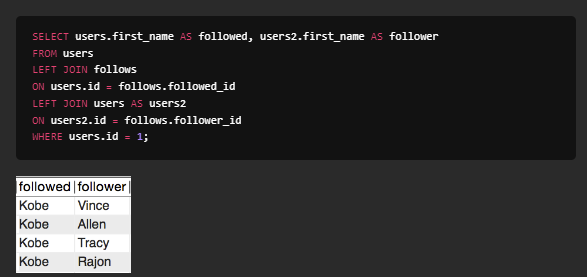 SELECT users.first_name AS followed, users2.first_name AS follower
FROM users
LEFT JOIN follows
ON users.id = follows.followed_id
LEFT JOIN users AS users2
ON users2.id = follows.follower_id
WHERE users.id = 1;
followed follower
Kobe Vince
Kobe Allen
Kobe Tracy
Kobe Rajon